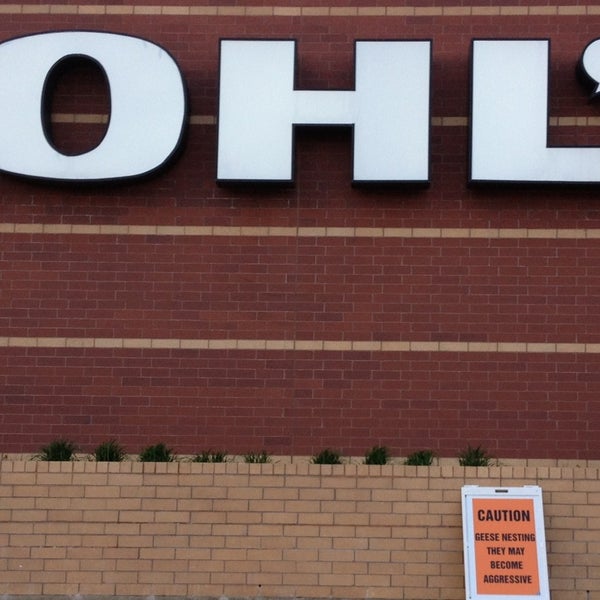 OHL'
CAUTION
GEESE NESTING
THEY MAY
BECOME
AGGRESSIVE